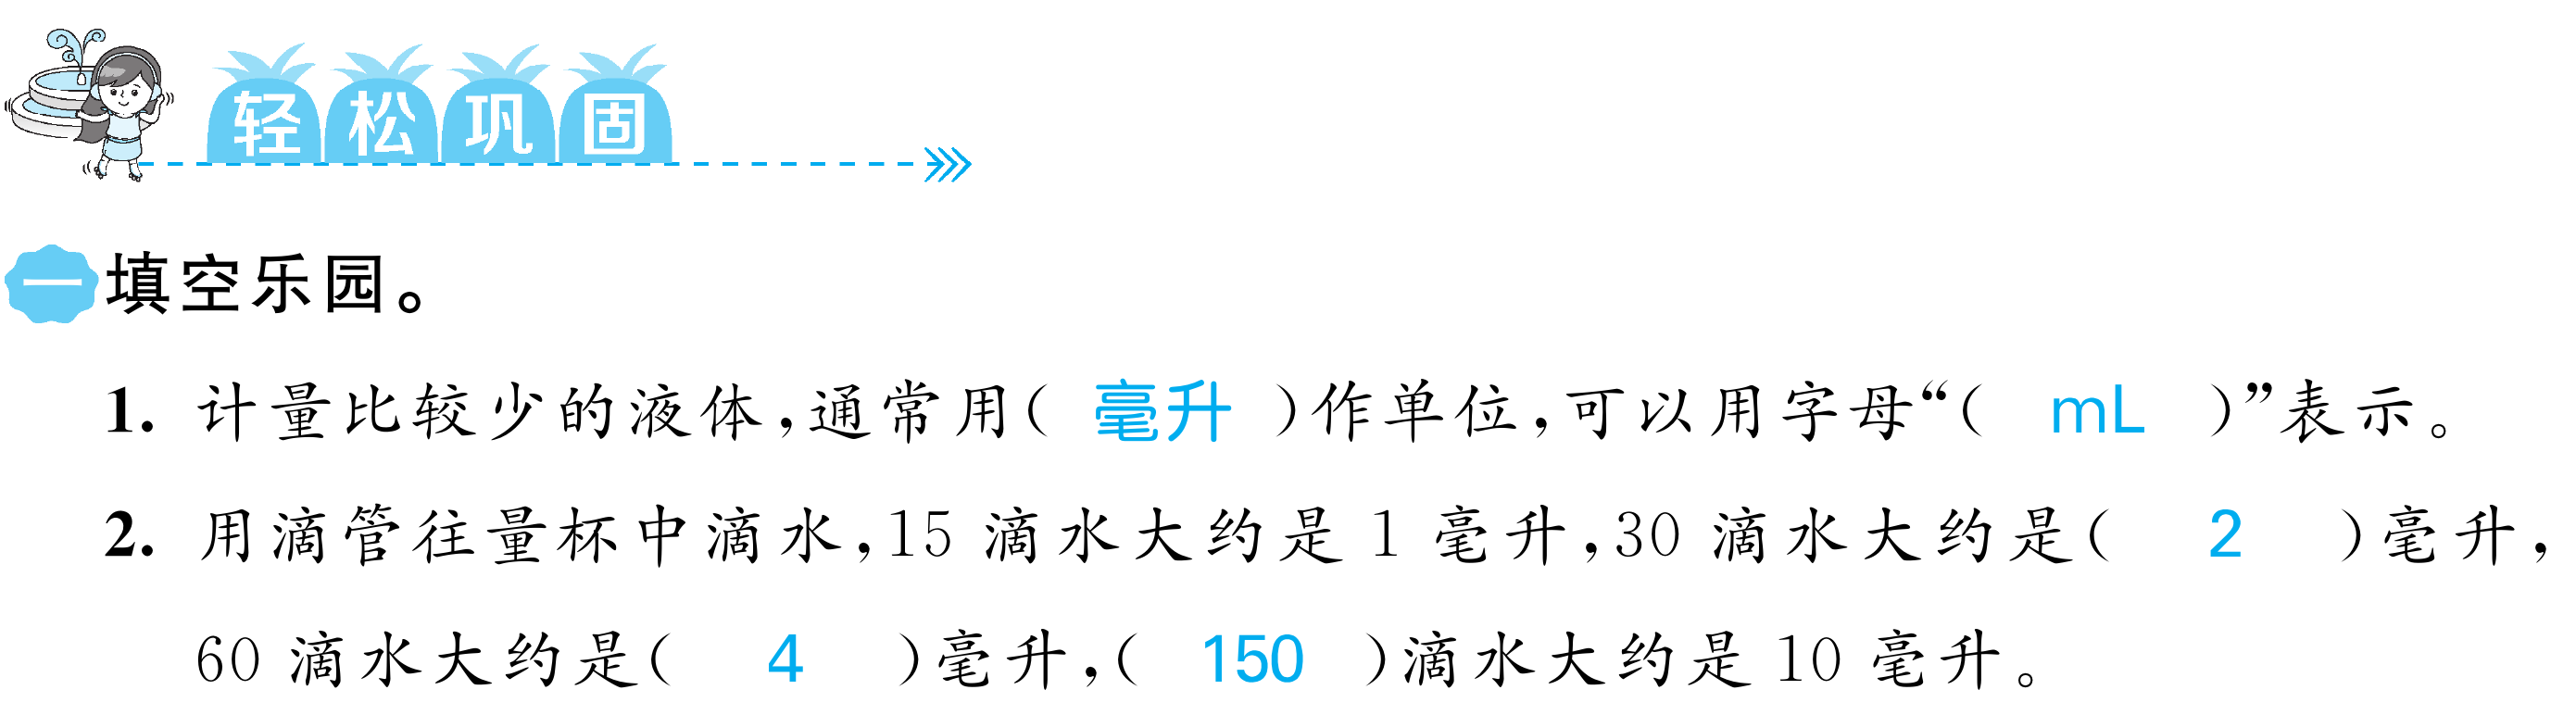 轻松巩固
一填空乐园。
1. 计量比较少的液体,通常用( 毫升 )作单位,可以用字母“( mL )”表示。
2. 用滴管往量杯中滴水,15 滴水大约是 1 毫升,30 滴水大约是( 2 )毫升,
60 滴水大约是( 4 )毫升,( 150 )滴水大约是 10 毫升。